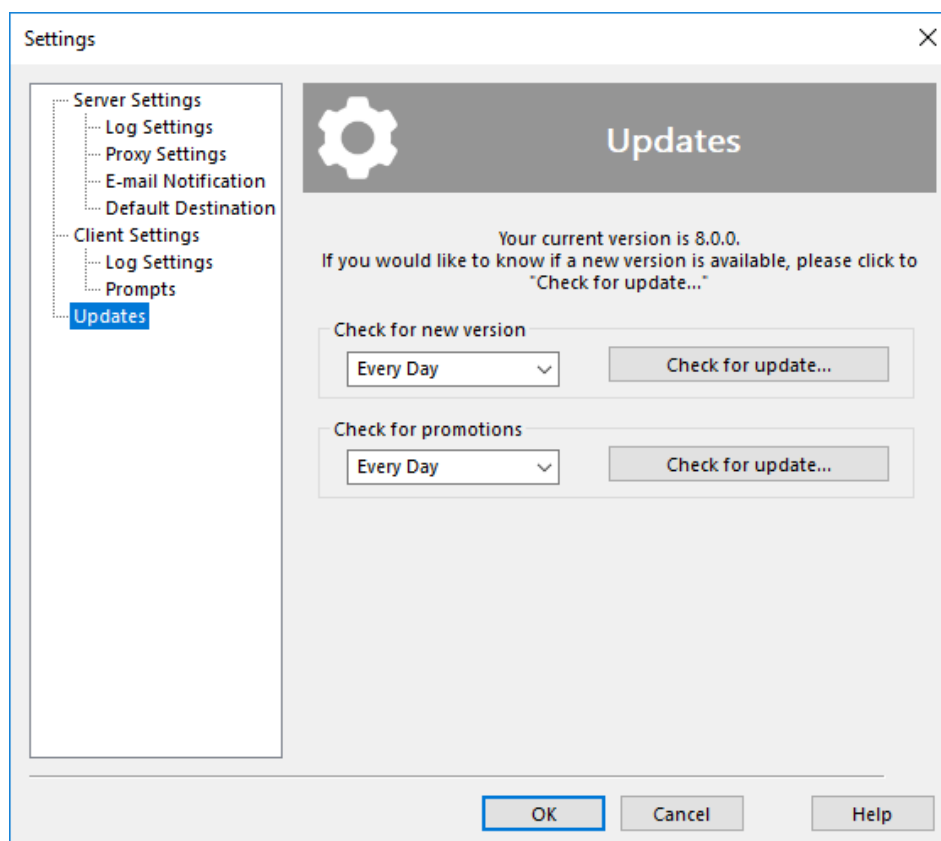 Settings
Server Settings
Log Settings
Proxy Settings
E-mail Notification
Default Destination
Client Settings
Log Settings
Prompts
Updates
Updates
Your current version is 8.0.0.
If you would like to know if a new version is available, please click to
"Check for update..."
Check for new version
Every Day
Check for update...
Check for promotions
Every Day
Check for update...
OK
Cancel
Help